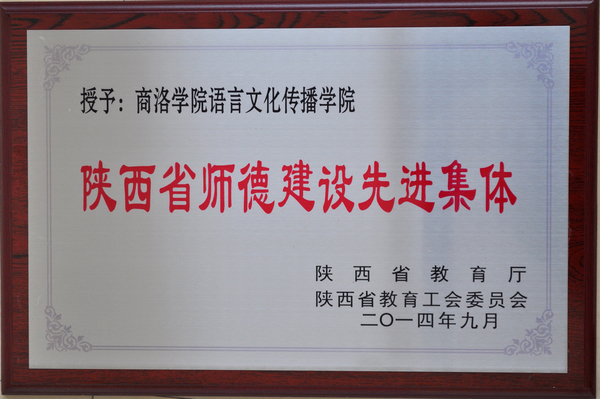 授予：商洛学院语言文化传播学院
陕西省师德建设先进集体
陕西省教育厅
陕西省教育工会委员会
二〇一四年九月